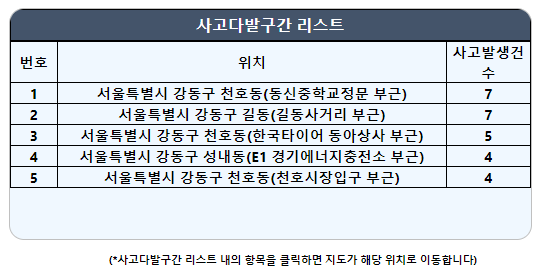 사고다발구간 리스트
번호 위치 사고발생건
수
1 서울특별시 강동구 천호동(동신중학교정문 부근) 7
2 서울특별시 강동구 길동(길동사거리 부근) 7
3 서울특별시 강동구 천호동(한국타이어 동아상사 부근) 5
4 서울특별시 강동구 성내동(E1 경기에너지충전소 부근) 4
5 서울특별시 강동구 천호동(천호시장입구 부근) 4
(*사고다발구간 리스트 내의 항목을 클릭하면 지도가 해당 위치로 이동합니다)